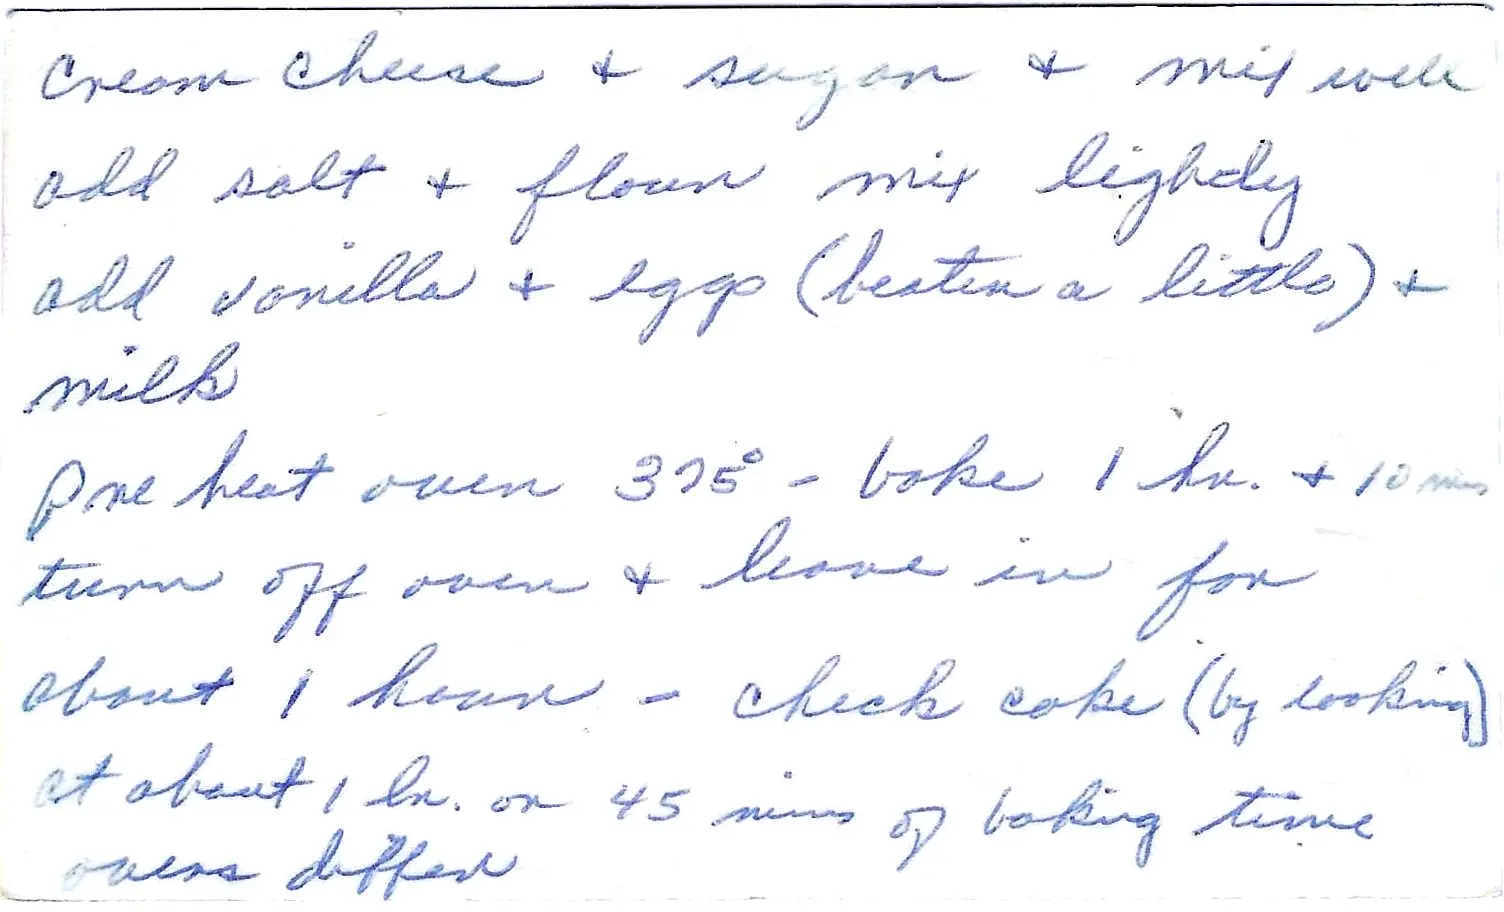 Cream cheese + sugar + mix well
add salt + flour mix lightly
add vanilla + eggs (beaten a little) +
milk
Pre heat oven 375° - bake 1 hr. + 10 mins
turn off oven + leave in for
about 1 hour - check cake (by looking)
at about 1 hr. or 45 mins of baking time
ovens differ